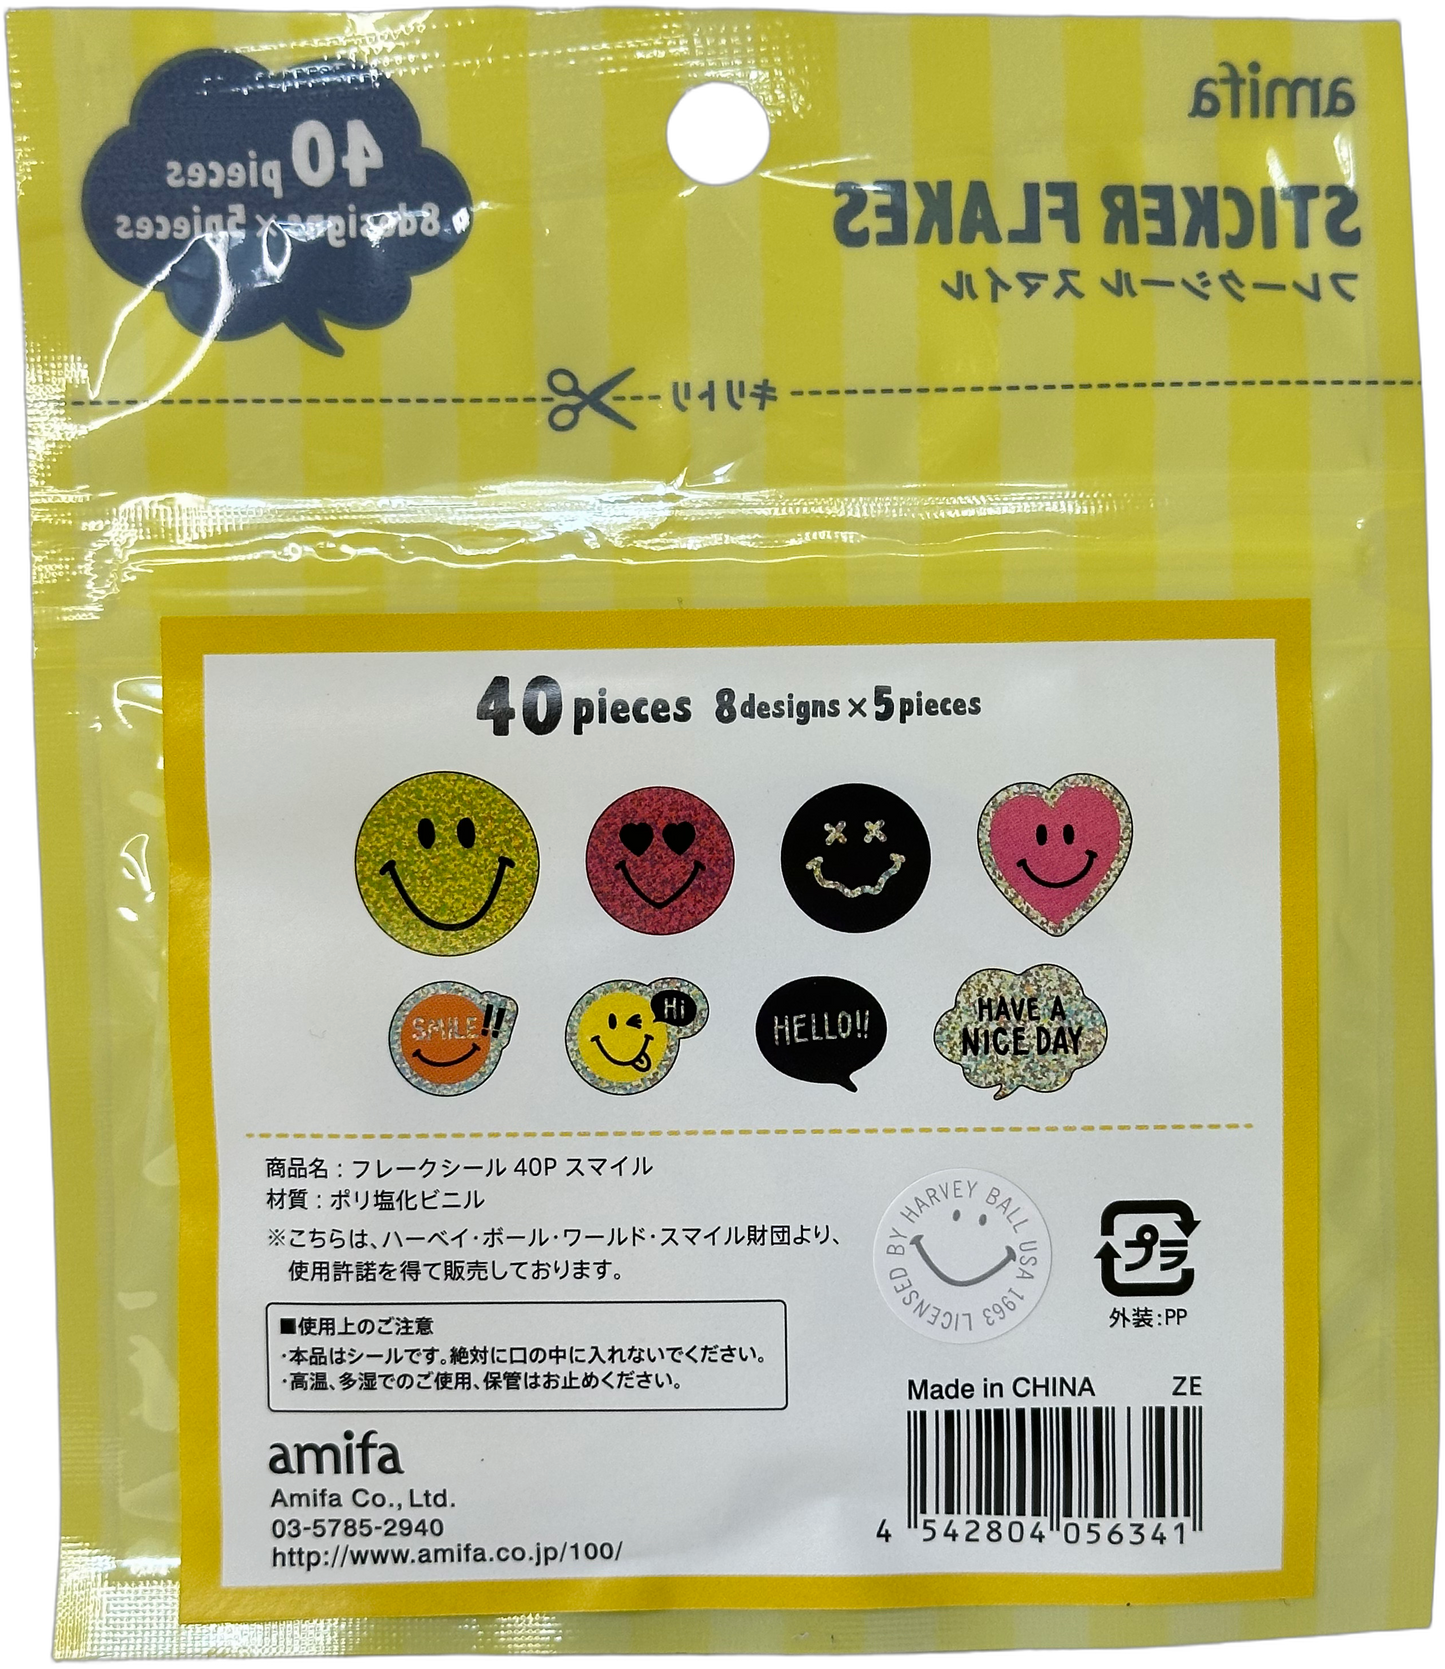 amifa
STICKER FLAKES
フレークシール スマイル
40 pieces
8designs×5pieces
キリトリ
40 pieces 8designs×5pieces
SMILE!!
Hi
HELLO!!
HAVE A
NICE DAY
商品名：フレークシール 40P スマイル
材質：ポリ塩化ビニル
※こちらは、ハーベイ・ボール・ワールド・スマイル財団より、
使用許諾を得て販売しております。
LICENSED BY HARVEY BALL USA 1963
プラ
外装：PP
■使用上のご注意
・本品はシールです。絶対に口の中に入れないでください。
・高温、多湿でのご使用、保管はお止めください。
amifa
Amifa Co., Ltd.
03-5785-2940
http://www.amifa.co.jp/100/
Made in CHINA ZE
4 542804 056341